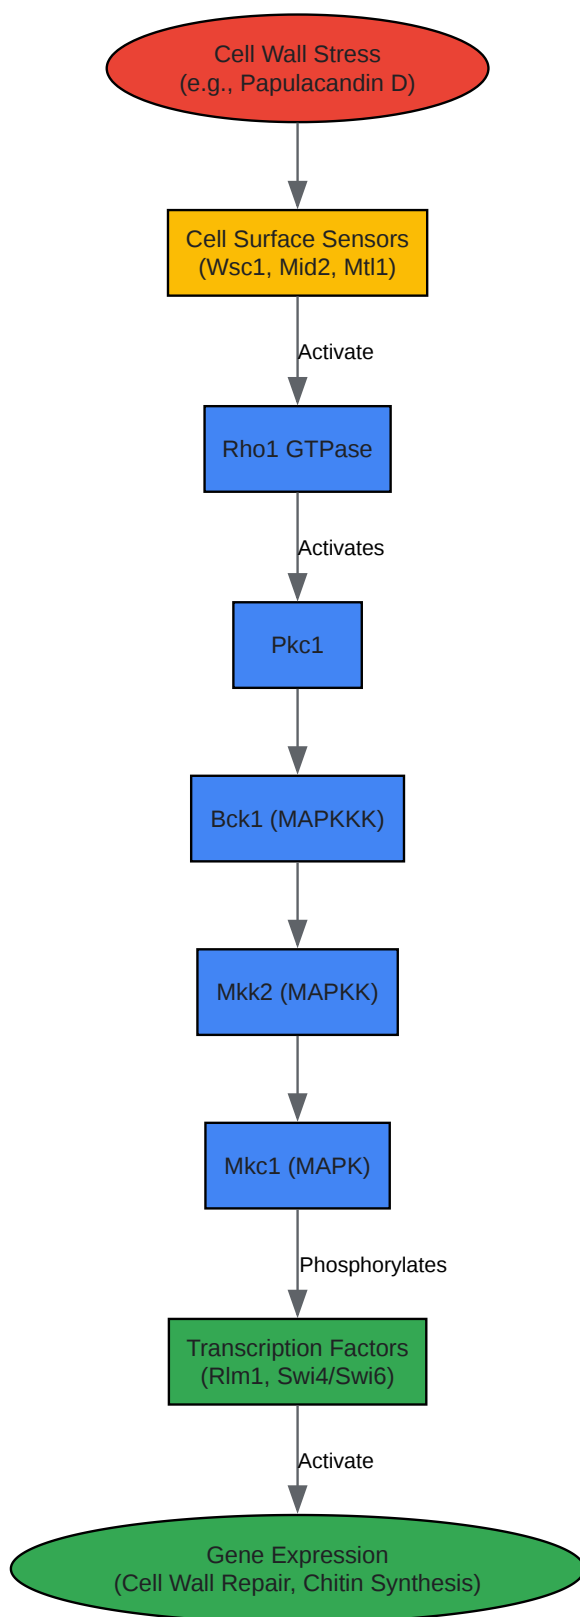 Cell Wall Stress
(e.g., Papulacandin D)
Cell Surface Sensors
(Wsc1, Mid2, Mtl1)
Activate
Rho1 GTPase
Activates
Pkc1
Bck1 (MAPKKK)
Mkk2 (MAPKK)
Mkc1 (MAPK)
Phosphorylates
Transcription Factors
(Rlm1, Swi4/Swi6)
Activate
Gene Expression
(Cell Wall Repair, Chitin Synthesis)